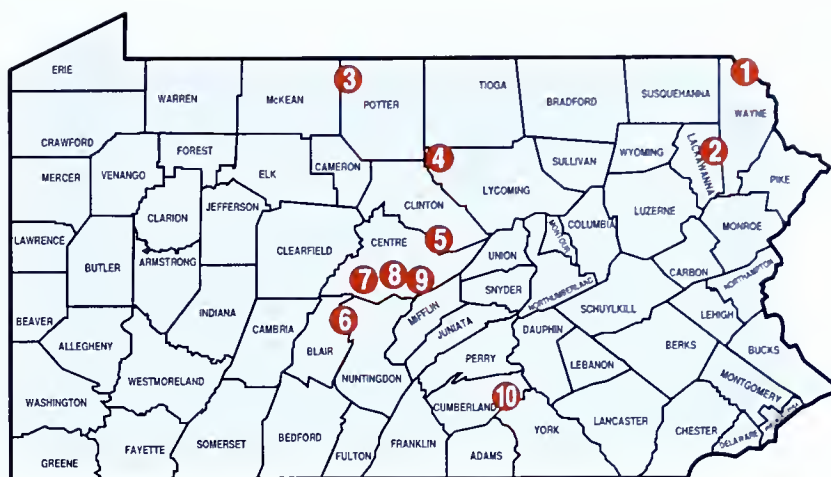 ERIE
WARREN
McKEAN
3
POTTER
TIOGA
BRADFORD
SUSQUEHANNA
1
WAYNE
CRAWFORD
FOREST
VENANGO
MERCER
ELK
CAMERON
4
LYCOMING
SULLIVAN
WYOMING
LACKAWANNA
2
PIKE
CLARION
JEFFERSON
CLINTON
LUZERNE
MONROE
LAWRENCE
BUTLER
ARMSTRONG
CLEARFIELD
CENTRE
5
UNION
MONTOUR
COLUMBIA
CARBON
NORTHAMPTON
7
8
9
SNYDER
NORTHUMBERLAND
SCHUYLKILL
LEHIGH
BEAVER
ALLEGHENY
INDIANA
CAMBRIA
6
BLAIR
MIFFLIN
JUNIATA
DAUPHIN
BERKS
BUCKS
WESTMORELAND
HUNTINGDON
PERRY
LEBANON
MONTGOMERY
WASHINGTON
CUMBERLAND
10
LANCASTER
CHESTER
DELAWARE
GREENE
FAYETTE
SOMERSET
BEDFORD
FULTON
FRANKLIN
ADAMS
YORK